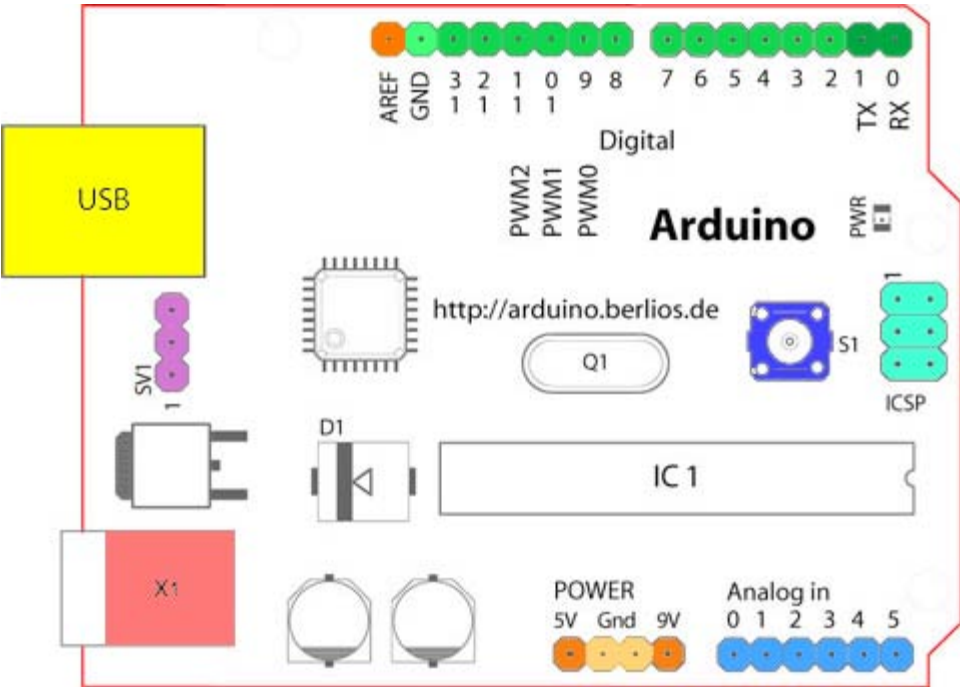 AREF GND 13 12 11 10 9 8 7 6 5 4 3 2 1 0
TX RX
Digital
PWM2 PWM1 PWM0
USB
Arduino
PWR
1
http://arduino.berlios.de
Q1
S1
SV1
1
ICSP
D1
IC 1
X1
POWER
5V Gnd 9V
Analog in
0 1 2 3 4 5